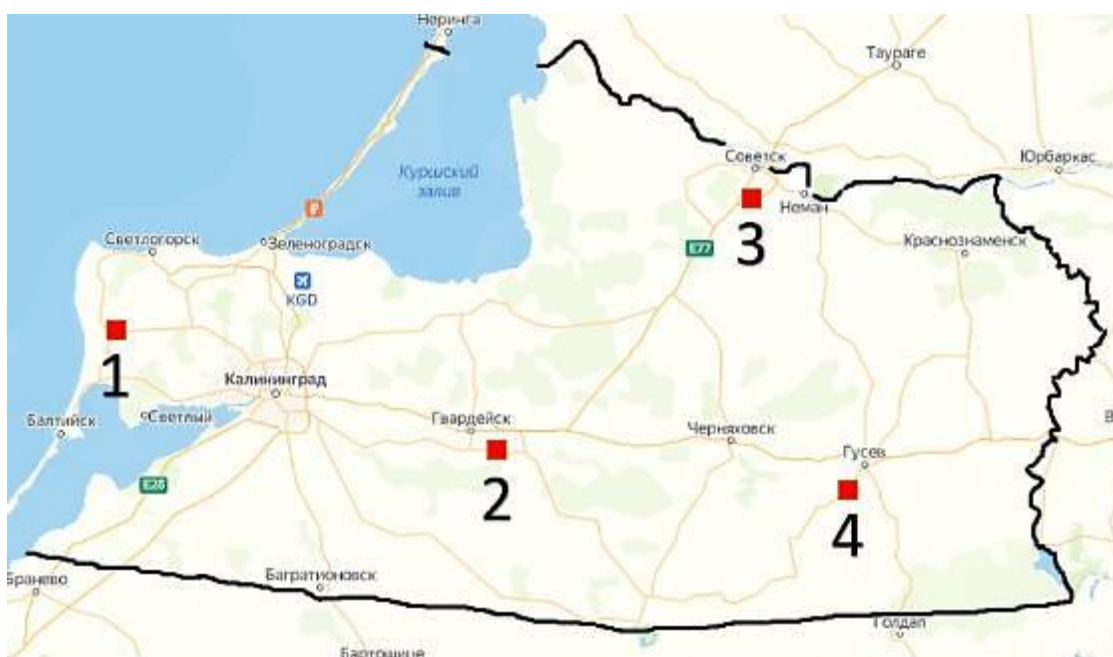 Неринга
Таураге
Советск
Юрбаркас
Куршский
залив
Неман
3
E77
Краснознаменск
Светлогорск
Зеленоградск
KGD
1
Калининград
Балтийск
Светлый
Гвардейск
Черняховск
Гусев
E28
2
4
Бранево
Багратионовск
Голдап
Бартошице